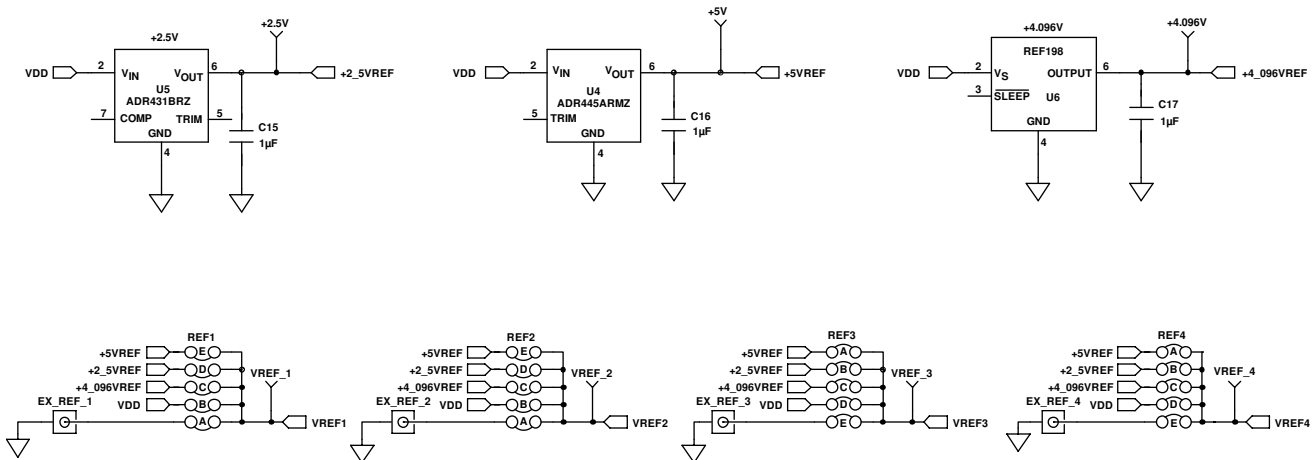 +2.5V
+2.5V
VDD
2
VIN
VOUT
6
+2_5VREF
U5
ADR431BRZ
7
COMP
TRIM
5
GND
4
C15
1µF
+5V
VDD
2
VIN
VOUT
6
+5VREF
U4
ADR445ARMZ
5
TRIM
GND
4
C16
1µF
+4.096V
+4.096V
REF198
VDD
2
VS
OUTPUT
6
+4_096VREF
3
SLEEP
U6
GND
4
C17
1µF
REF1
+5VREF
E
+2_5VREF
D
VREF_1
+4_096VREF
C
EX_REF_1
VDD
B
A
VREF1
REF2
+5VREF
E
+2_5VREF
D
VREF_2
+4_096VREF
C
EX_REF_2
VDD
B
A
VREF2
REF3
+5VREF
A
+2_5VREF
B
VREF_3
+4_096VREF
C
EX_REF_3
VDD
D
E
VREF3
REF4
+5VREF
A
+2_5VREF
B
VREF_4
+4_096VREF
C
EX_REF_4
VDD
D
E
VREF4